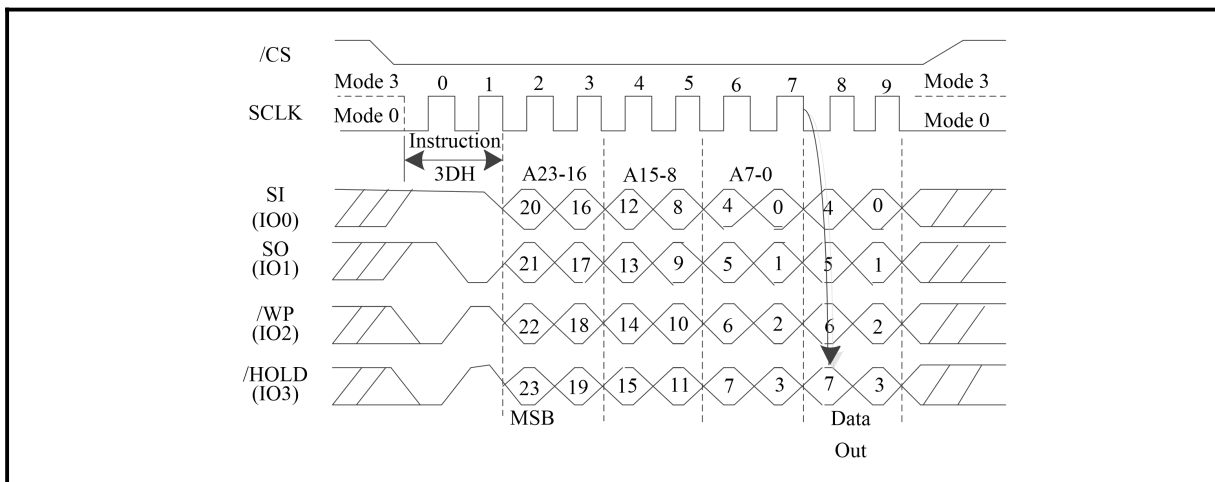 /CS
Mode 3 0 1 2 3 4 5 6 7 8 9 Mode 3
SCLK
Mode 0 Mode 0
Instruction
3DH A23-16 A15-8 A7-0
SI
(IO0)
20 16 12 8 4 0 4 0
SO
(IO1)
21 17 13 9 5 1 5 1
/WP
(IO2)
22 18 14 10 6 2 6 2
/HOLD
(IO3)
23 19 15 11 7 3 7 3
MSB Data
Out